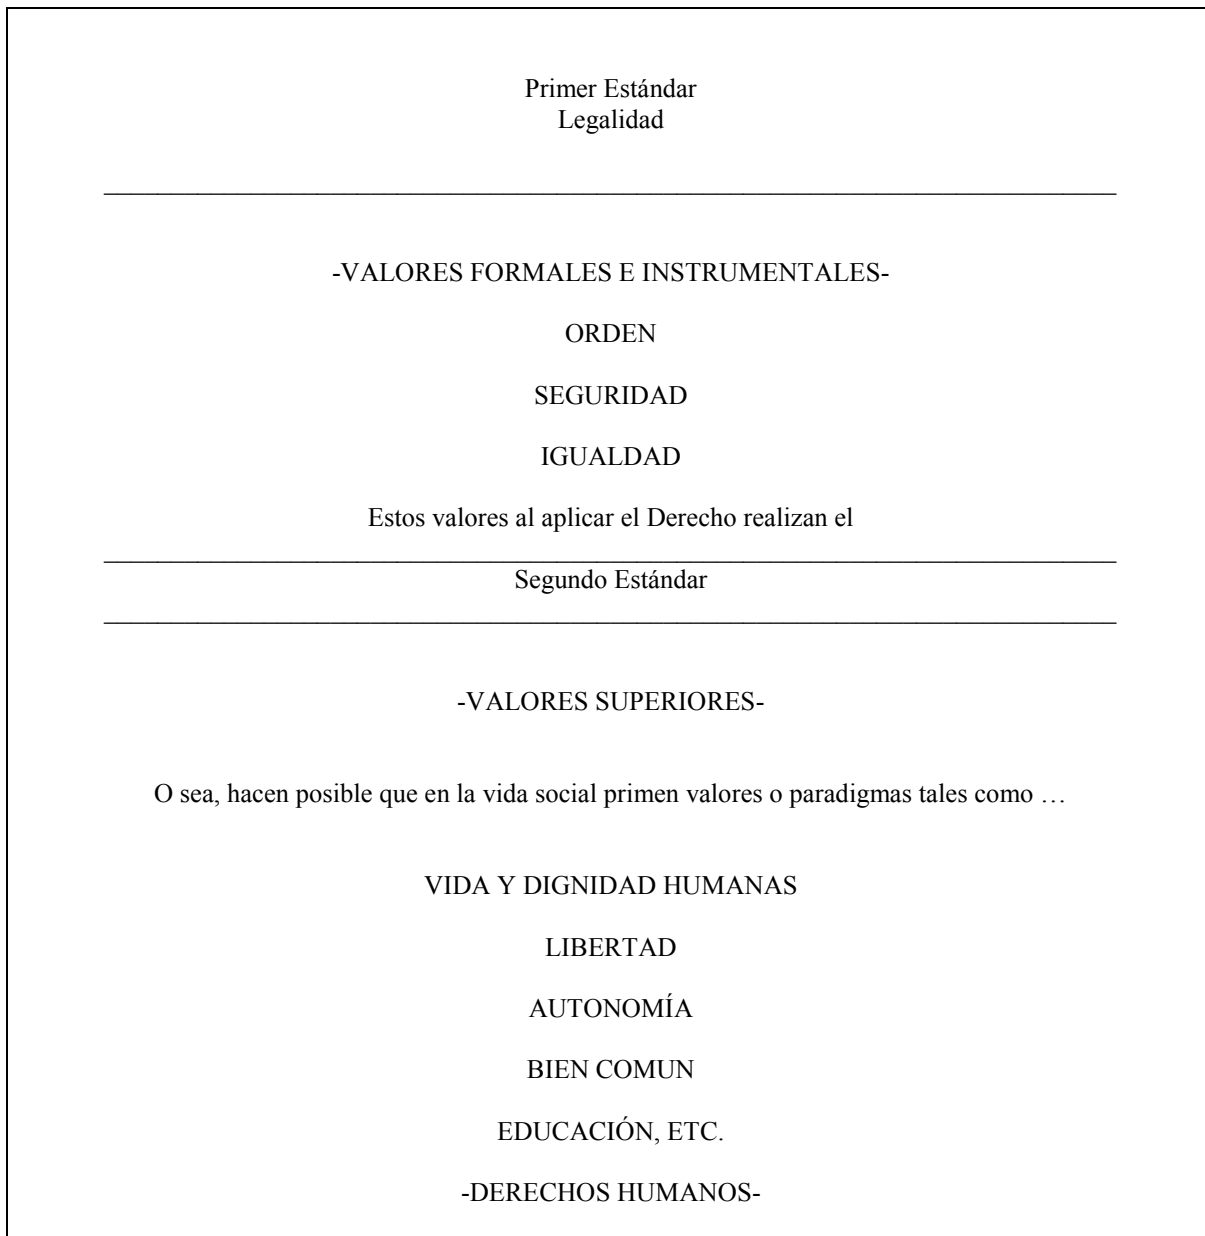 Primer Estándar
Legalidad
-VALORES FORMALES E INSTRUMENTALES-
ORDEN
SEGURIDAD
IGUALDAD
Estos valores al aplicar el Derecho realizan el
Segundo Estándar
-VALORES SUPERIORES-
O sea, hacen posible que en la vida social primen valores o paradigmas tales como …
VIDA Y DIGNIDAD HUMANAS
LIBERTAD
AUTONOMÍA
BIEN COMUN
EDUCACIÓN, ETC.
-DERECHOS HUMANOS-